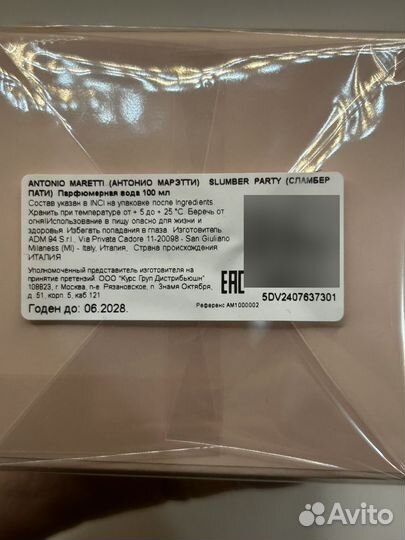 ANTONIO MARETTI (АНТОНИО МАРЭТТИ) SLUMBER PARTY (СЛАМБЕР
ПАТИ) Парфюмерная вода 100 мл
Состав указан в INCI на упаковке после Ingredients
Хранить при температуре от + 5 до + 25 °C. Беречь от
огня!Использование в пищу опасно для жизни и
здоровья. Избегать попадания в глаза. Изготовитель
ADM 94 S.r.l., Via Privata Cadore 11-20098 - San Giuliano
Milaness (MI) - Italy, Италия. Страна происхождения
ИТАЛИЯ
Уполномоченный представитель изготовителя на
принятие претензий ООО "Курс Груп Дистрибьюшн"
108823, г. Москва, п-е. Рязановское, п. Знамя Октября,
д. 51, корп. 5, каб 121
Годен до: 06.2028.
EAC
5DV2407637301
Референс AM1000002
Avito